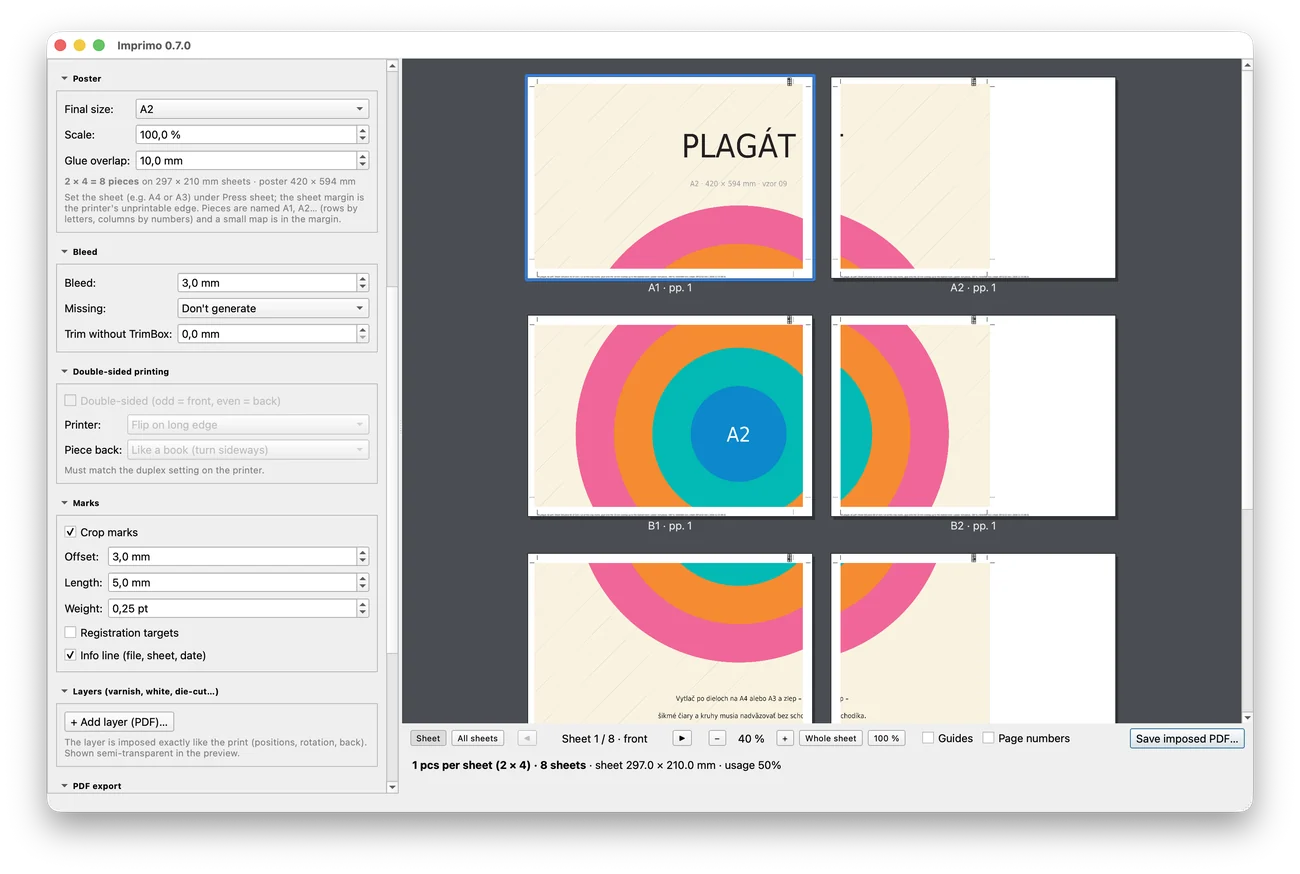 Imprimo 0.7.0
Poster
Final size: A2
Scale: 100,0 %
Glue overlap: 10,0 mm
2 × 4 = 8 pieces on 297 × 210 mm sheets · poster 420 × 594 mm
Set the sheet (e.g. A4 or A3) under Press sheet; the sheet margin is
the printer's unprintable edge. Pieces are named A1, A2... (rows by
letters, columns by numbers) and a small map is in the margin.
Bleed
Bleed: 3,0 mm
Missing: Don't generate
Trim without TrimBox: 0,0 mm
Double-sided printing
Double-sided (odd = front, even = back)
Printer: Flip on long edge
Piece back: Like a book (turn sideways)
Must match the duplex setting on the printer.
Marks
Crop marks
Offset: 3,0 mm
Length: 5,0 mm
Weight: 0,25 pt
Registration targets
Info line (file, sheet, date)
Layers (varnish, white, die-cut...)
+ Add layer (PDF)...
The layer is imposed exactly like the print (positions, rotation, back).
Shown semi-transparent in the preview.
PDF export
PLAGÁT
A2 · 420 × 594 mm · vzor 09
A1 · pp. 1
A2 · pp. 1
A2
B1 · pp. 1
B2 · pp. 1
Vytlač po dieloch na A4 alebo A3 a zlep –
p –
šikmé čiary a kruhy musia nadväzovať bez scho
chodíka.
Sheet
All sheets
Sheet 1 / 8 · front
− 40 % +
Whole sheet
100 %
Guides
Page numbers
Save imposed PDF...
1 pcs per sheet (2 × 4) · 8 sheets · sheet 297.0 × 210.0 mm · usage 50%